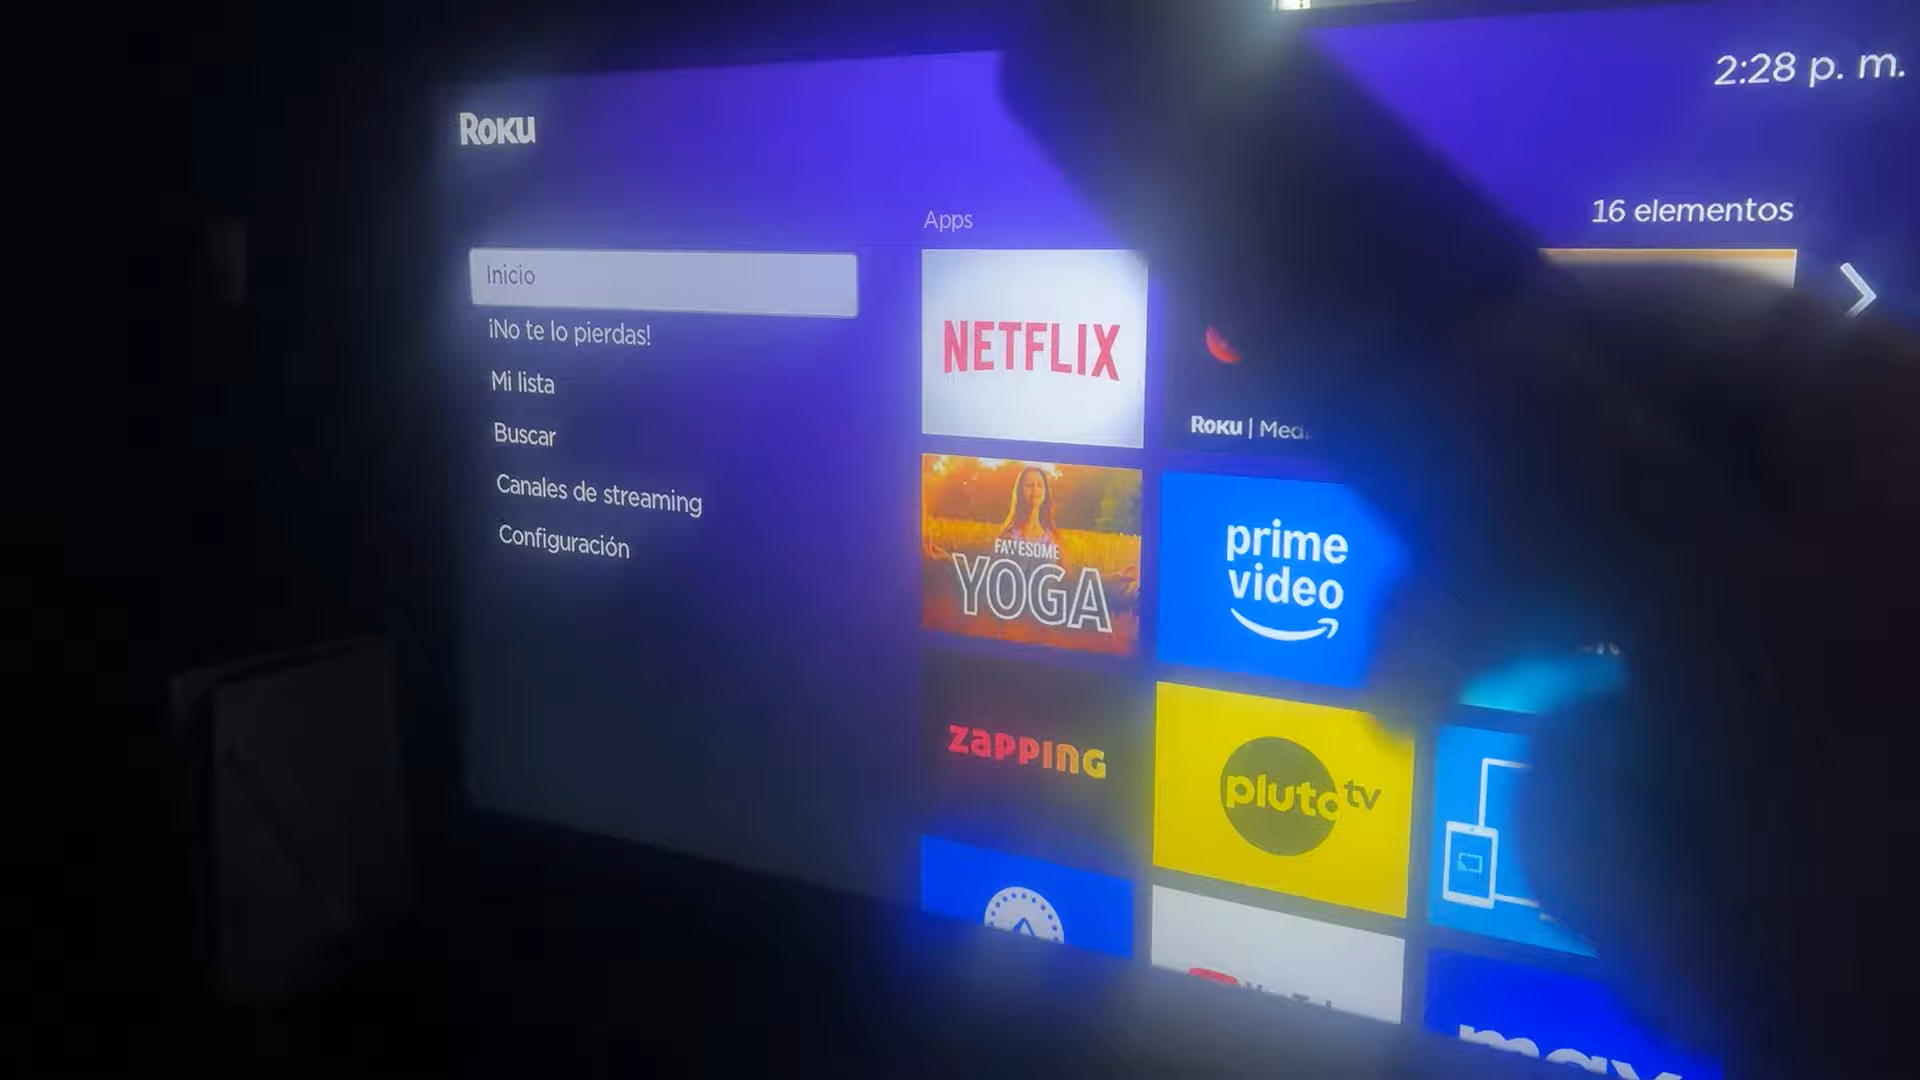 2:28 p. m.
Roku
16 elementos
Apps
Inicio
¡No te lo pierdas!
Mi lista
Buscar
Canales de streaming
Configuración
NETFLIX
Roku |
FAWESOME
YOGA
prime
video
zapping
pluto tv
max